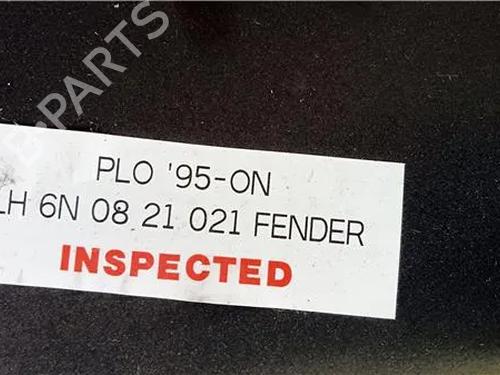 B-PARTS
PLO '95-ON
LH 6N 08 21 021 FENDER
INSPECTED